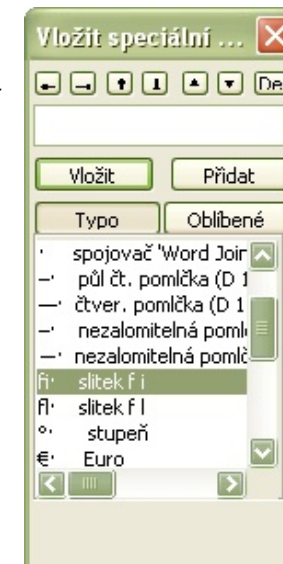 Vložit speciální ...
De
Vložit Přidat
Typo Oblíbené
· spojovač 'Word Joir
–· půl čt. pomlčka (D 1
—· čtver. pomlčka (D 1
–· nezalomitelná poml
—· nezalomitelná pomlč
ﬁ· slitek f i
ﬂ· slitek f l
°· stupeň
€· Euro